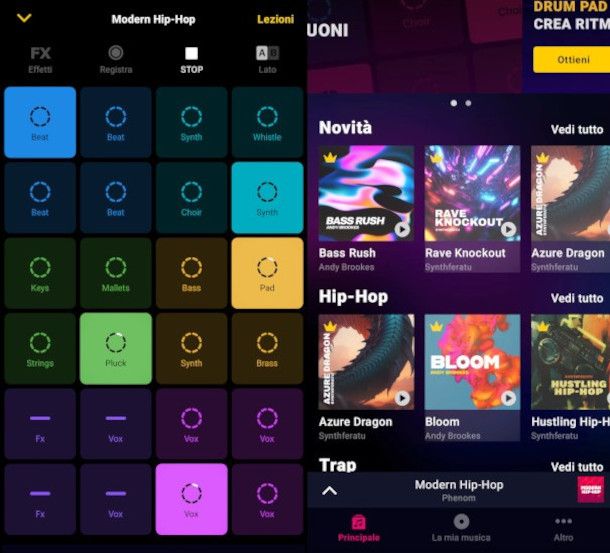 Modern Hip-Hop
Lezioni
FX
Effetti
Registra
STOP
A B
Lato
Beat
Beat
Synth
Whistle
Beat
Beat
Choir
Synth
Keys
Mallets
Bass
Pad
Strings
Pluck
Synth
Brass
Fx
Vox
Vox
Vox
Fx
Vox
Vox
Vox
UONI
Choir
DRUM PAD
CREA RITM
Ottieni
Novità
Vedi tutto
BASS RUSH
ANDY BROOKES
RAVE
KNOCKOUT
SYNTHFERATU
AZURE DRAGON
SYNTHFERATU
Bass Rush
Andy Brookes
Rave Knockout
Synthferatu
Azure Dragon
Synthferatu
Hip-Hop
Vedi tutto
AZURE DRAGON
SYNTHFERATU
BLOOM
ANDY BROOKES
HUSTLING
HIP-HOP
Azure Dragon
Synthferatu
Bloom
Andy Brookes
Hustling Hip-H
Synthferatu
Trap
Vedi tutto
Modern Hip-Hop
Phenom
MODERN
HIP-HOP
Principale
La mia musica
Altro